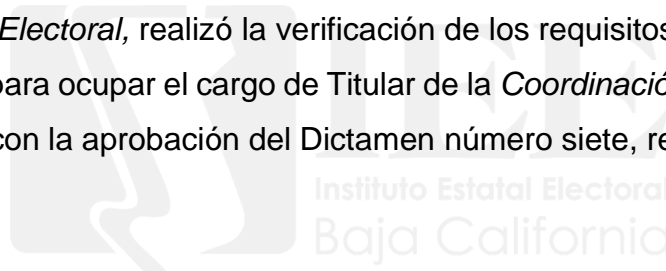 Electoral, realizó la verificación de los requisitos
para ocupar el cargo de Titular de la Coordinació
con la aprobación del Dictamen número siete, re
IEE
Instituto Estatal Electoral
Baja California